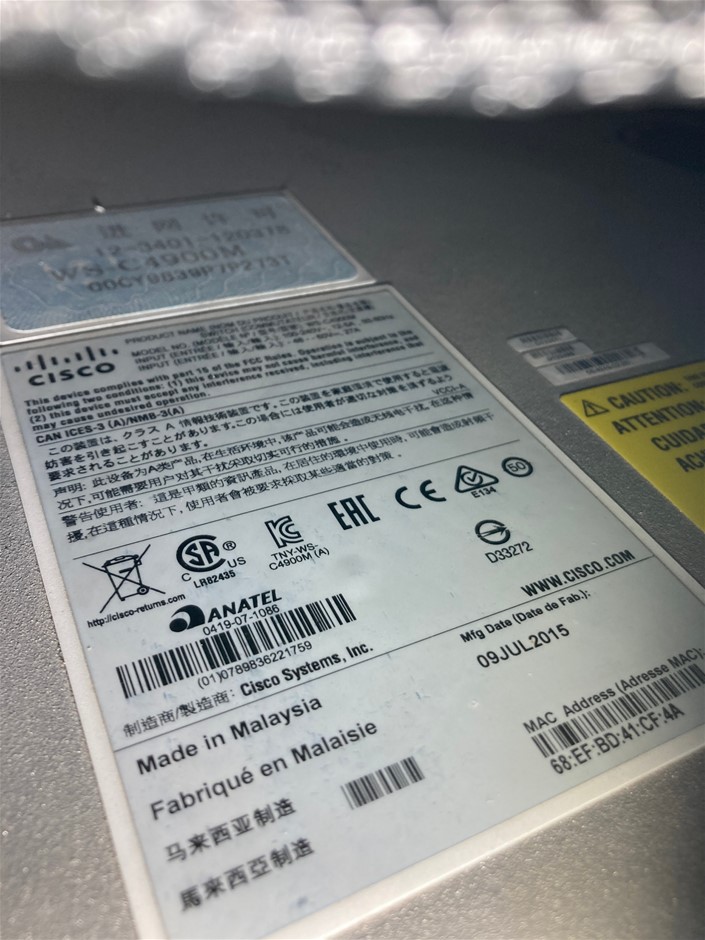 进网许可
12-3401-120378
WS-C4900M
CISCO
This device complies with part 15 of the FCC Rules. Operation is subject to the
following two conditions: (1) this device may not cause harmful interference, and
(2) this device must accept any interference received, including interference that
may cause undesired operation.
CAN ICES-3 (A)/NMB-3(A)
この装置は、クラスA情報技術装置です。この装置を家庭環境で使用すると電波
妨害を引き起こすことがあります。この場合には使用者が適切な対策を講ずるよう
要求されることがあります。
VCCI-A
声明: 此设备为A类产品,在生活环境中,该产品可能会造成无线电干扰,在这种情
况下,可能需要用户对其干扰采取切实可行的措施。
警告使用者: 這是甲類的資訊產品,在居住的環境中使用時,可能會造成射頻干
擾,在這種情況下,使用者會被要求採取某些適當的對策。
http://cisco-returns.com
CSA ®
C US
LR82435
TNY-WS-
C4900M (A)
EAC
CE
E134
50
D33272
ANATEL
0419-07-1086
(01)0789836221759
WWW.CISCO.COM
制造商/製造商: Cisco Systems, Inc.
Mfg Date (Date de Fab.):
09JUL2015
Made in Malaysia
Fabriqué en Malaisie
马来西亚制造
馬來西亞制造
MAC Address (Adresse MAC):
68:EF:BD:41:CF:4A
CAUTION:
ATTENTION: